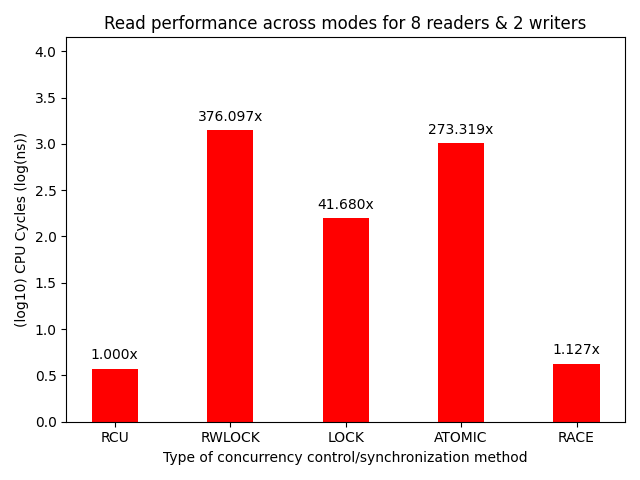 Read performance across modes for 8 readers & 2 writers
(log10) CPU Cycles (log(ns))
4.0
3.5
3.0
2.5
2.0
1.5
1.0
0.5
0.0
1.000x
376.097x
41.680x
273.319x
1.127x
RCU
RWLOCK
LOCK
ATOMIC
RACE
Type of concurrency control/synchronization method